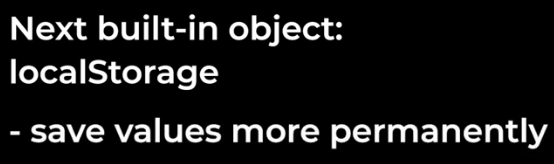 Next built-in object:
localStorage
- save values more permanently